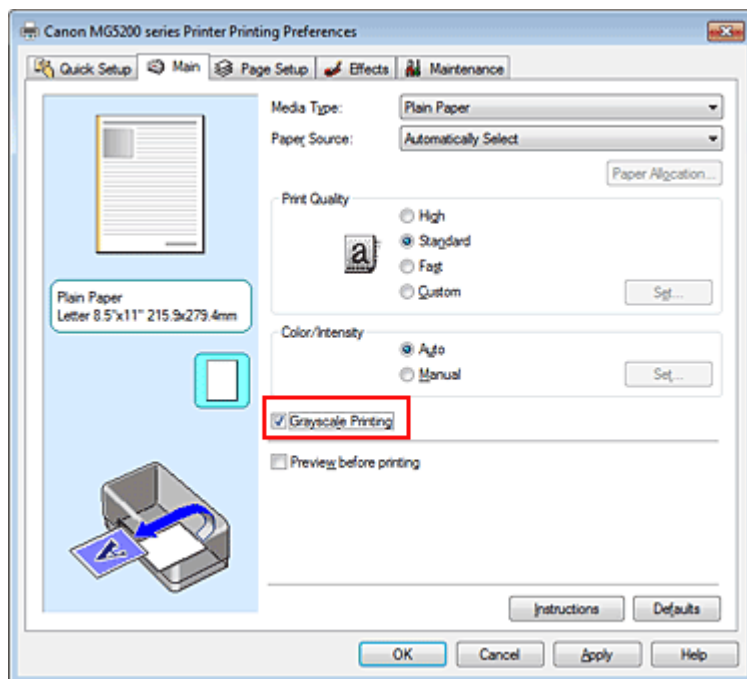 Canon MG5200 series Printer Printing Preferences
Quick Setup Main Page Setup Effects Maintenance
Media Type: Plain Paper
Paper Source: Automatically Select
Paper Allocation...
Print Quality
High
a Standard
Fast
Custom Set...
Plain Paper
Letter 8.5"x11" 215.9x279.4mm
Color/Intensity
Auto
Manual Set...
Grayscale Printing
Preview before printing
A
Instructions Defaults
OK Cancel Apply Help